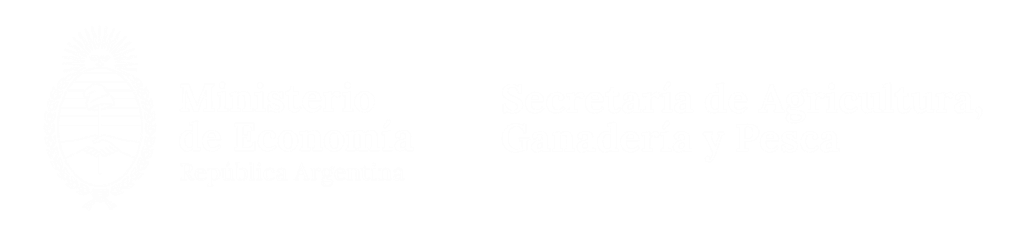 Ministerio
de Economía
República Argentina
Secretaría de Agricultura,
Ganadería y Pesca